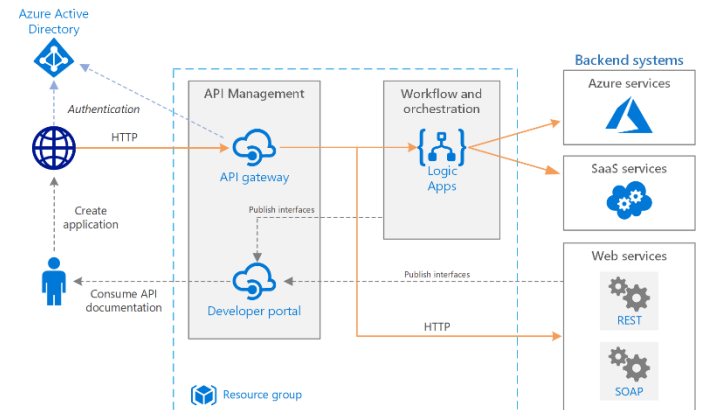 Azure Active
Directory
Authentication
HTTP
Create
application
Consume API
documentation
API Management
API gateway
Publish interfaces
Developer portal
Resource group
Workflow and
orchestration
Logic
Apps
Publish interfaces
HTTP
Backend systems
Azure services
SaaS services
Web services
REST
SOAP